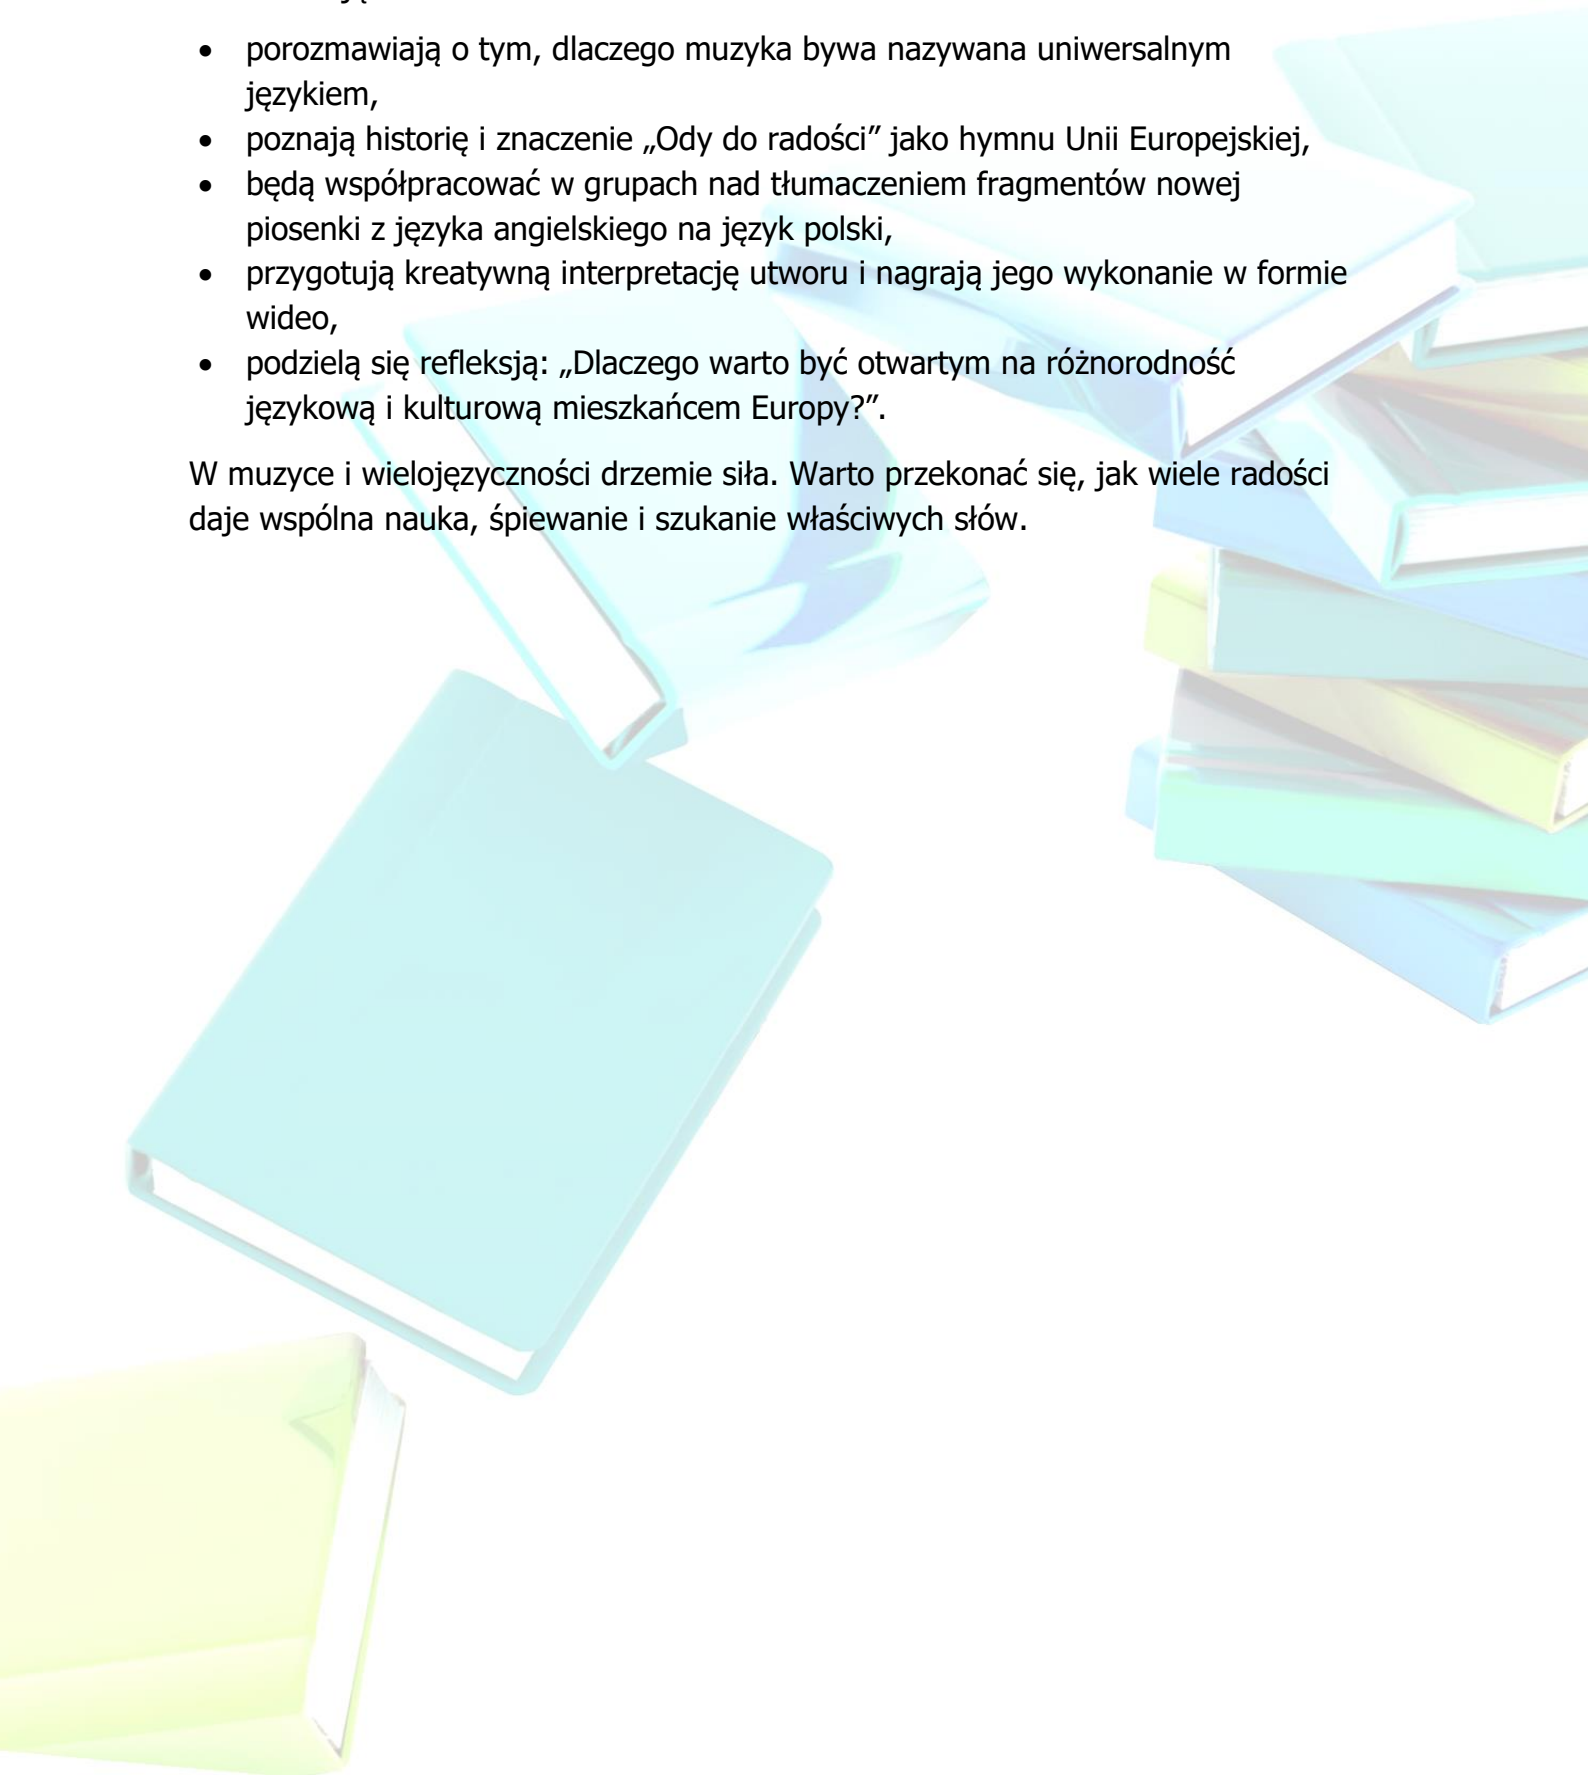 • porozmawiają o tym, dlaczego muzyka bywa nazywana uniwersalnym
językiem,
• poznają historię i znaczenie „Ody do radości” jako hymnu Unii Europejskiej,
• będą współpracować w grupach nad tłumaczeniem fragmentów nowej
piosenki z języka angielskiego na język polski,
• przygotują kreatywną interpretację utworu i nagrają jego wykonanie w formie
wideo,
• podzielą się refleksją: „Dlaczego warto być otwartym na różnorodność
językową i kulturową mieszkańcem Europy?”.
W muzyce i wielojęzyczności drzemie siła. Warto przekonać się, jak wiele radości
daje wspólna nauka, śpiewanie i szukanie właściwych słów.